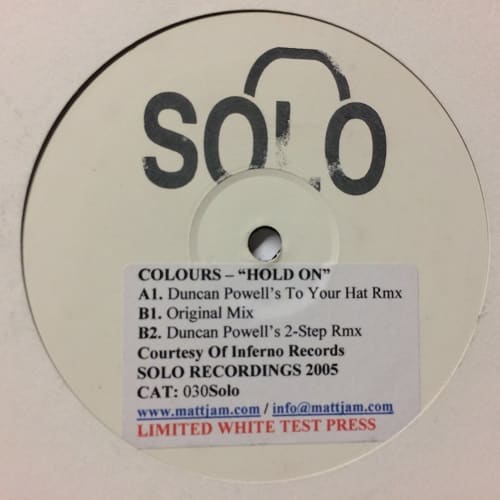 SOLO
COLOURS – “HOLD ON”
A1. Duncan Powell’s To Your Hat Rmx
B1. Original Mix
B2. Duncan Powell’s 2-Step Rmx
Courtesy Of Inferno Records
SOLO RECORDINGS 2005
CAT: 030Solo
www.mattjam.com / info@mattjam.com
LIMITED WHITE TEST PRESS